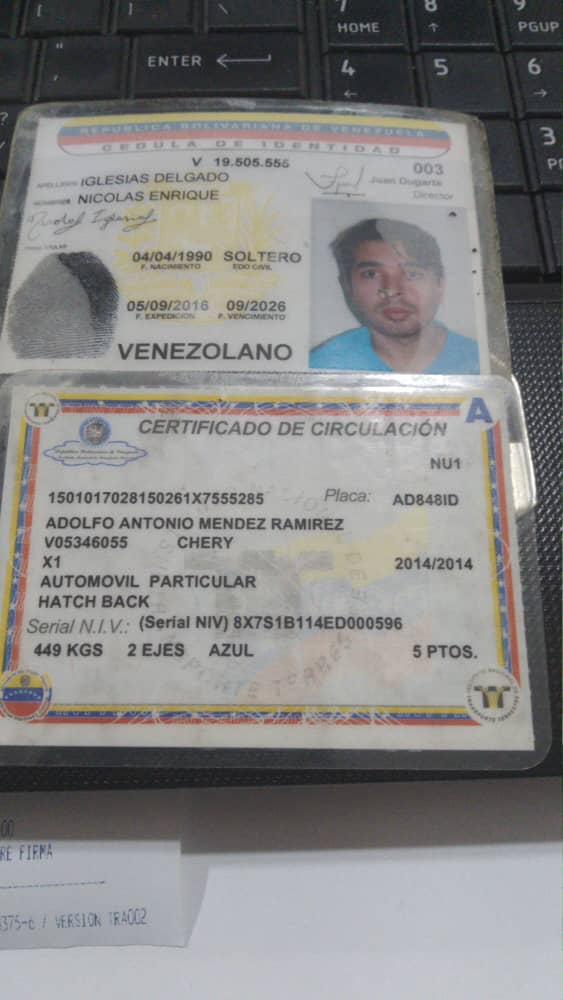 7 8 9
HOME ↑ PGUP
ENTER
4 5 6
← →
3
REPUBLICA BOLIVARIANA DE VENEZUELA
CEDULA DE IDENTIDAD
V 19.505.555
003
Juan Dugarte
Director
APELLIDOS IGLESIAS DELGADO
NOMBRES NICOLAS ENRIQUE
04/04/1990 SOLTERO
F. NACIMIENTO EDO CIVIL
05/09/2016 09/2026
F. EXPEDICION F. VENCIMIENTO
VENEZOLANO
A
CERTIFICADO DE CIRCULACIÓN
NU1
1501017028150261X7555285 Placa: AD848ID
ADOLFO ANTONIO MENDEZ RAMIREZ
V05346055 CHERY
X1 2014/2014
AUTOMOVIL PARTICULAR
HATCH BACK
Serial N.I.V.: (Serial NIV) 8X7S1B114ED000596
449 KGS 2 EJES AZUL 5 PTOS.
00
RE FIRMA
375-6 / VERSION TRA002